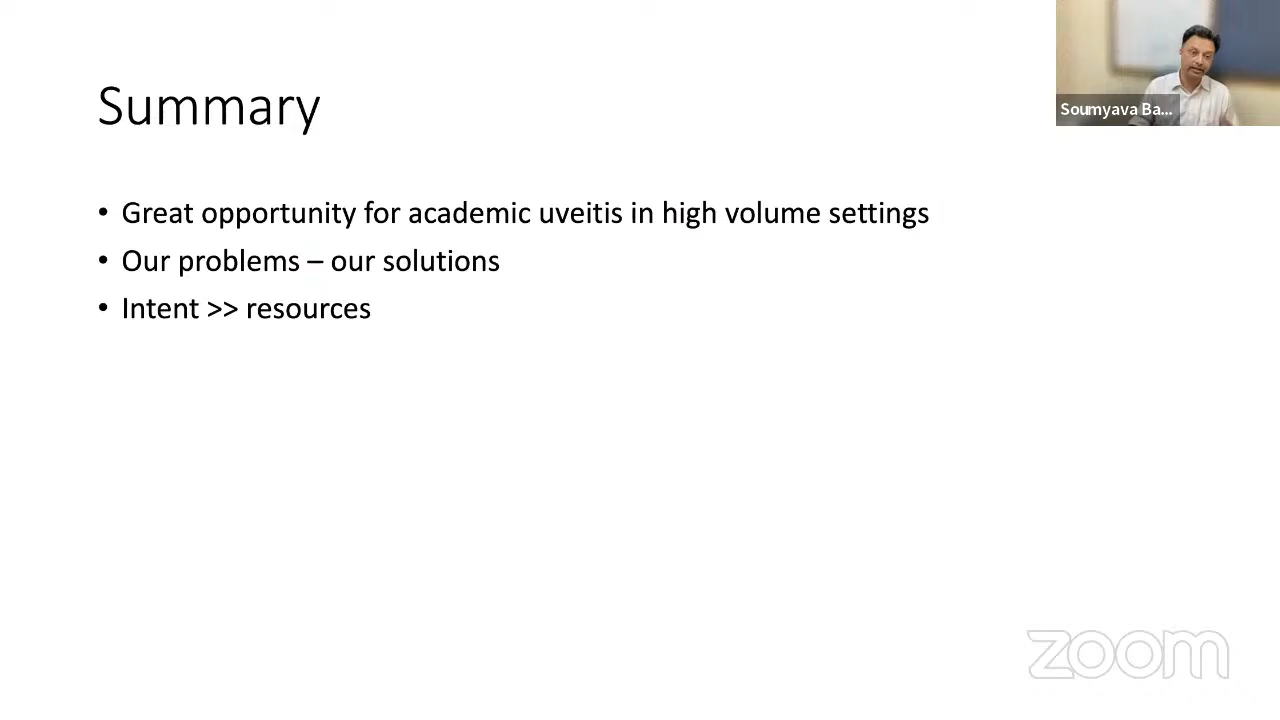 Soumyava Ba...
Summary
• Great opportunity for academic uveitis in high volume settings
• Our problems – our solutions
• Intent >> resources
zoom